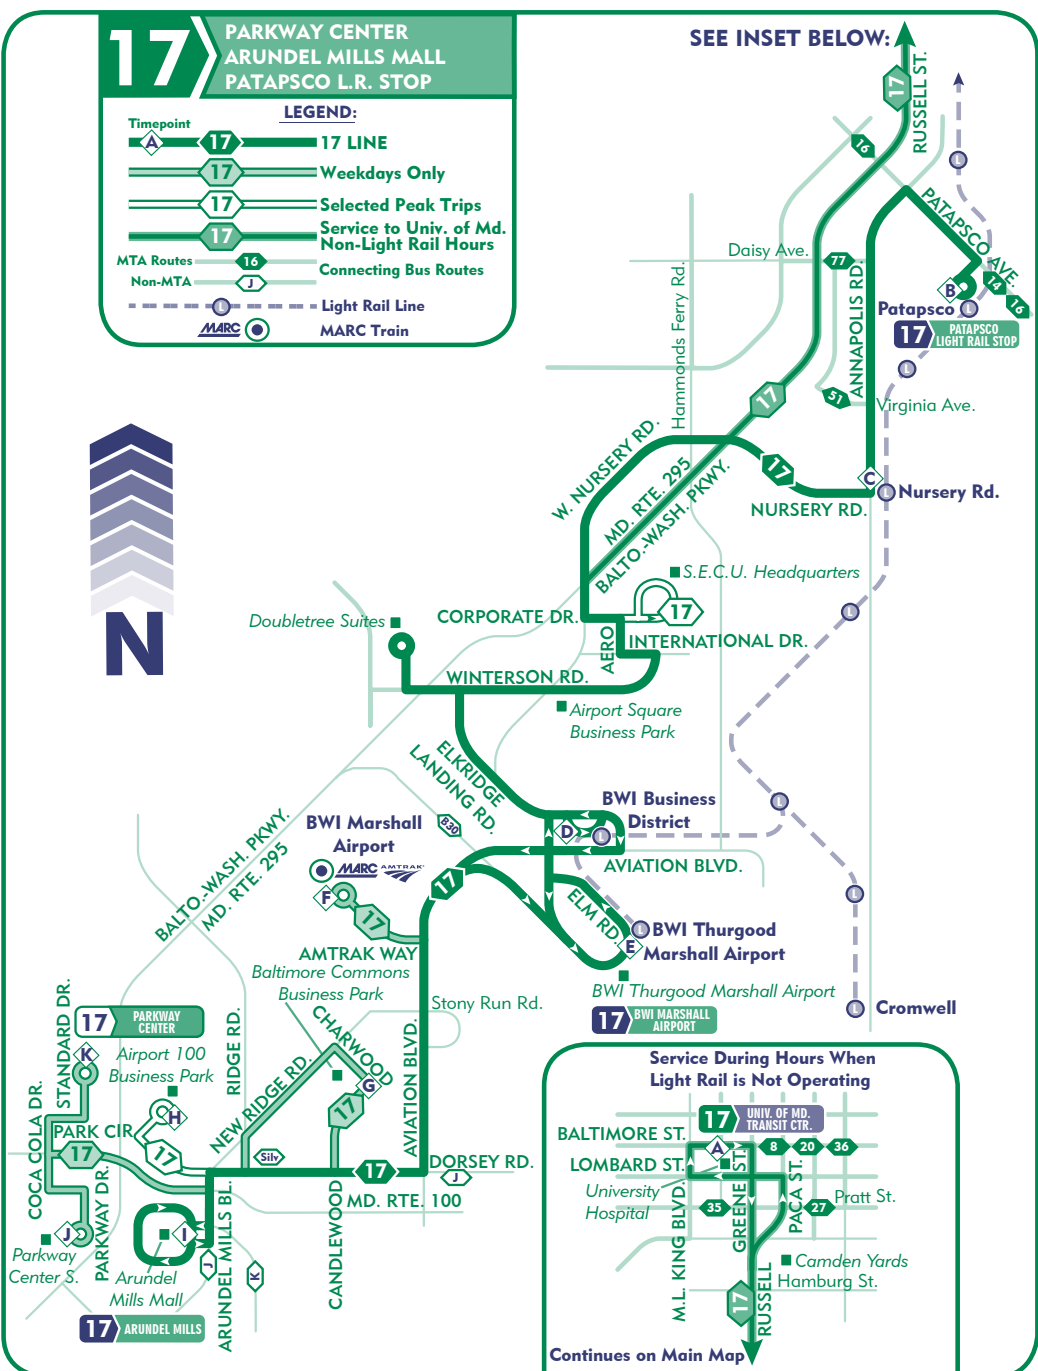 17
PARKWAY CENTER
ARUNDEL MILLS MALL
PATAPSCO L.R. STOP
LEGEND:
Timepoint
A
17
17 LINE
17
Weekdays Only
17
Selected Peak Trips
17
Service to Univ. of Md.
Non-Light Rail Hours
MTA Routes
16
Non-MTA
J
Connecting Bus Routes
L
Light Rail Line
MARC
MARC Train
SEE INSET BELOW:
17
RUSSELL ST.
L
16
PATAPSCO AVE.
Daisy Ave.
77
14
16
B
Patapsco
L
17
PATAPSCO
LIGHT RAIL STOP
Hammonds Ferry Rd.
ANNAPOLIS RD.
L
17
51
Virginia Ave.
W. NURSERY RD.
MD. RTE. 295
BALTO.-WASH. PKWY.
17
C
L
Nursery Rd.
NURSERY RD.
N
S.E.C.U. Headquarters
17
L
Doubletree Suites
CORPORATE DR.
AERO
INTERNATIONAL DR.
WINTERSON RD.
Airport Square
Business Park
ELKRIDGE
LANDING RD.
BWI Business
District
L
D
L
B30
BWI Marshall
Airport
MARC
AMTRAK
AVIATION BLVD.
BALTO.-WASH. PKWY.
MD. RTE. 295
F
17
17
ELM RD.
L
AMTRAK WAY
L
BWI Thurgood
Marshall Airport
E
Baltimore Commons
Business Park
BWI Thurgood Marshall Airport
17
BWI MARSHALL
AIRPORT
L
Cromwell
Stony Run Rd.
STANDARD DR.
17
PARKWAY
CENTER
K
Airport 100
Business Park
RIDGE RD.
CHARWOOD
NEW RIDGE RD.
G
17
AVIATION BLVD.
COCA COLA DR.
H
PARK CIR
17
17
Silv
17
DORSEY RD.
J
MD. RTE. 100
PARKWAY DR.
J
Parkway
Center S.
I
Arundel
Mills Mall
J
K
ARUNDEL MILLS BL.
CANDLEWOOD
17
ARUNDEL MILLS
Service During Hours When
Light Rail is Not Operating
17
UNIV. OF MD.
TRANSIT CTR.
BALTIMORE ST.
A
8
20
36
LOMBARD ST.
University
Hospital
GREENE ST.
PACA ST.
Pratt St.
35
27
M.L. KING BLVD.
Camden Yards
Hamburg St.
17
RUSSELL
Continues on Main Map